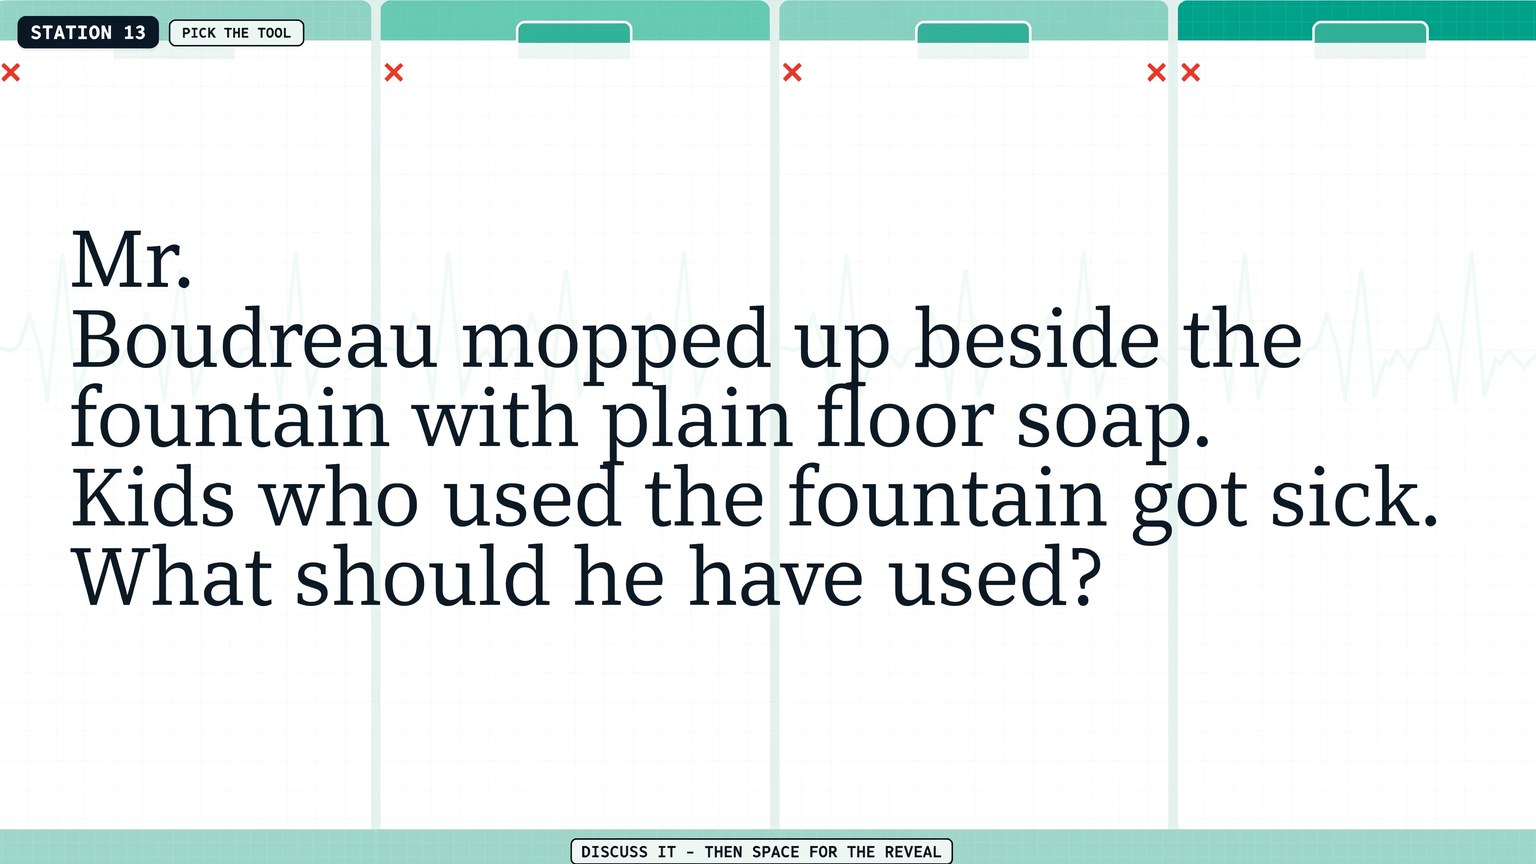 STATION 13
PICK THE TOOL
Mr.
Boudreau mopped up beside the
fountain with plain floor soap.
Kids who used the fountain got sick.
What should he have used?
DISCUSS IT - THEN SPACE FOR THE REVEAL